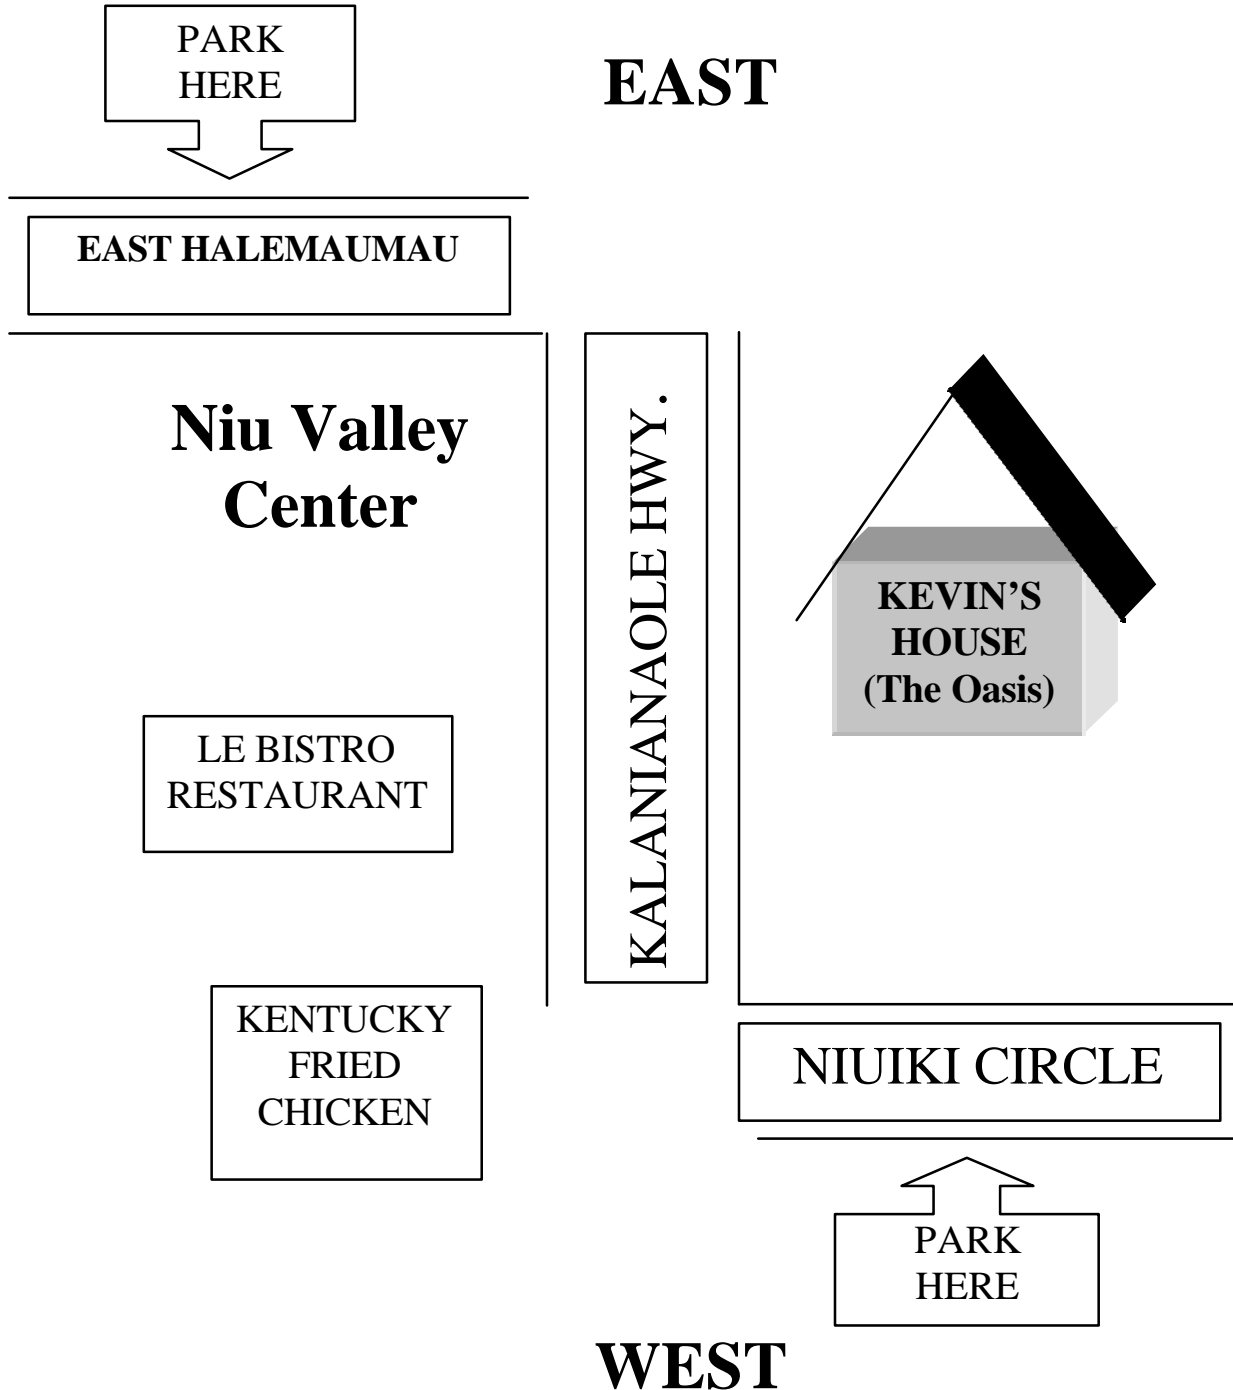 PARK
HERE
EAST
EAST HALEMAUMAU
Niu Valley
Center
KALANIANAOLE HWY.
KEVIN'S
HOUSE
(The Oasis)
LE BISTRO
RESTAURANT
KENTUCKY
FRIED
CHICKEN
NIUIKI CIRCLE
PARK
HERE
WEST